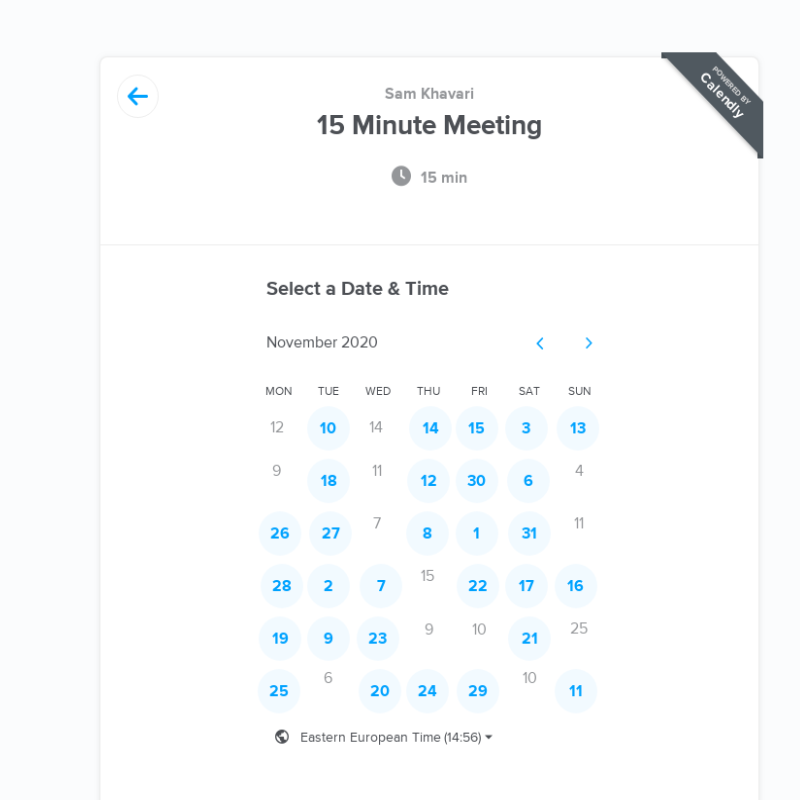 Sam Khavari
15 Minute Meeting
POWERED BY
Calendly
15 min
Select a Date & Time
November 2020
MON TUE WED THU FRI SAT SUN
12 10 14 14 15 3 13
9 18 11 12 30 6 4
26 27 7 8 1 31 11
28 2 7 15 22 17 16
19 9 23 9 10 21 25
25 6 20 24 29 10 11
Eastern European Time (14:56)